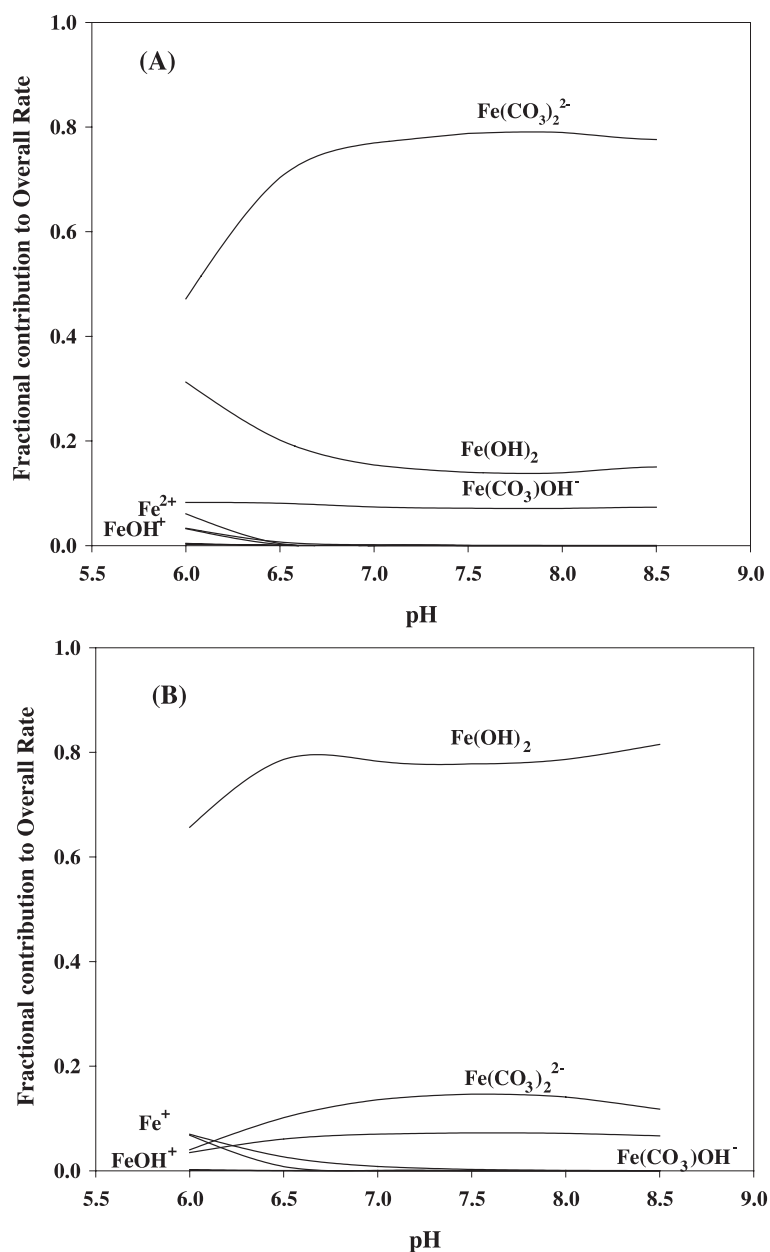 (A)
Fractional contribution to Overall Rate
1.0
0.8
0.6
0.4
0.2
0.0
Fe(CO₃)₂²⁻
Fe(OH)₂
Fe(CO₃)OH⁻
Fe²⁺
FeOH⁺
5.5 6.0 6.5 7.0 7.5 8.0 8.5 9.0
pH
(B)
Fractional contribution to Overall Rate
1.0
0.8
0.6
0.4
0.2
0.0
Fe(OH)₂
Fe(CO₃)₂²⁻
Fe⁺
FeOH⁺
Fe(CO₃)OH⁻
5.5 6.0 6.5 7.0 7.5 8.0 8.5 9.0
pH